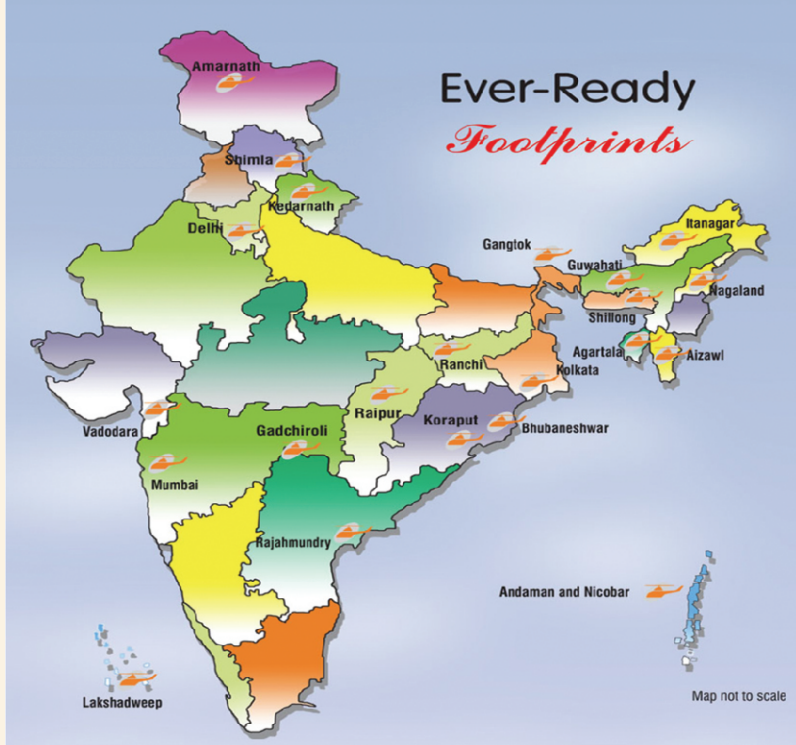 Ever-Ready
Footprints
Amarnath
Shimla
Kedarnath
Delhi
Itanagar
Gangtok
Guwahati
Nagaland
Shillong
Agartala
Aizawl
Ranchi
Kolkata
Raipur
Koraput
Bhubaneshwar
Vadodara
Gadchiroli
Mumbai
Rajahmundry
Andaman and Nicobar
Lakshadweep
Map not to scale